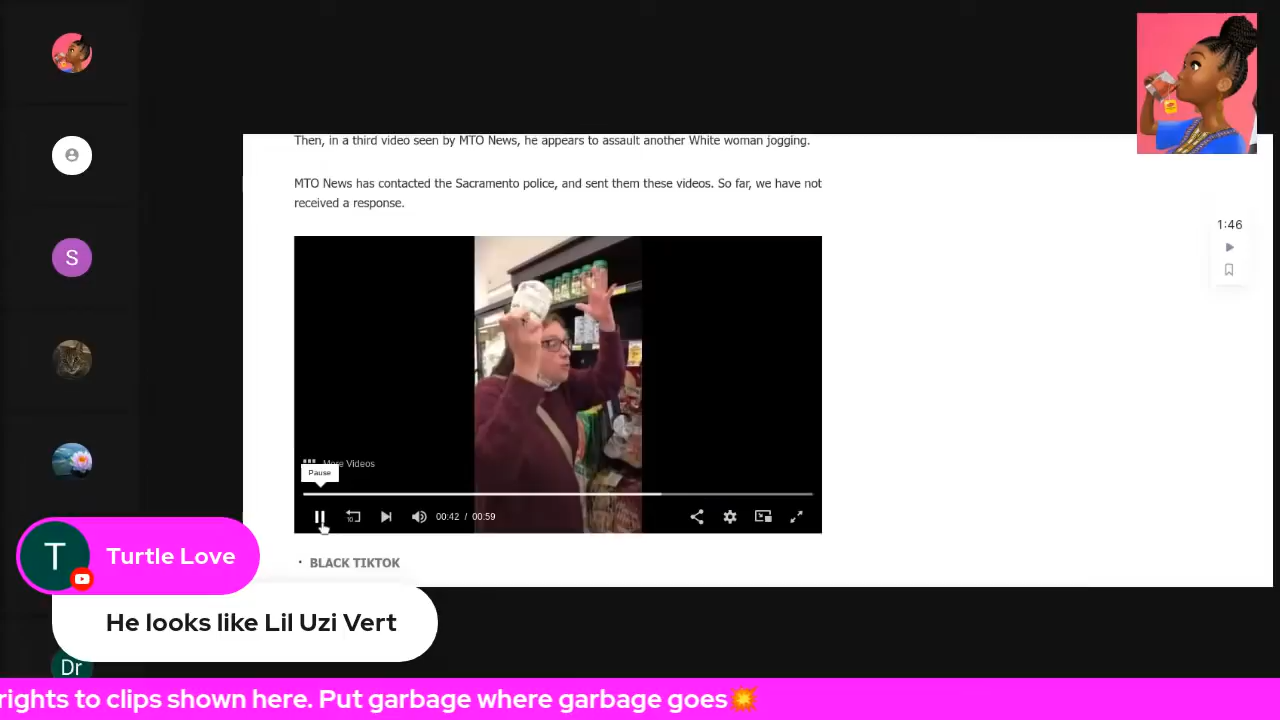 Then, in a third video seen by MTO News, he appears to assault another White woman jogging.
MTO News has contacted the Sacramento police, and sent them these videos. So far, we have not
received a response.
1:46
S
More Videos
Pause
10
00:42 / 00:59
• BLACK TIKTOK
T
Turtle Love
He looks like Lil Uzi Vert
Dr
rights to clips shown here. Put garbage where garbage goes💥